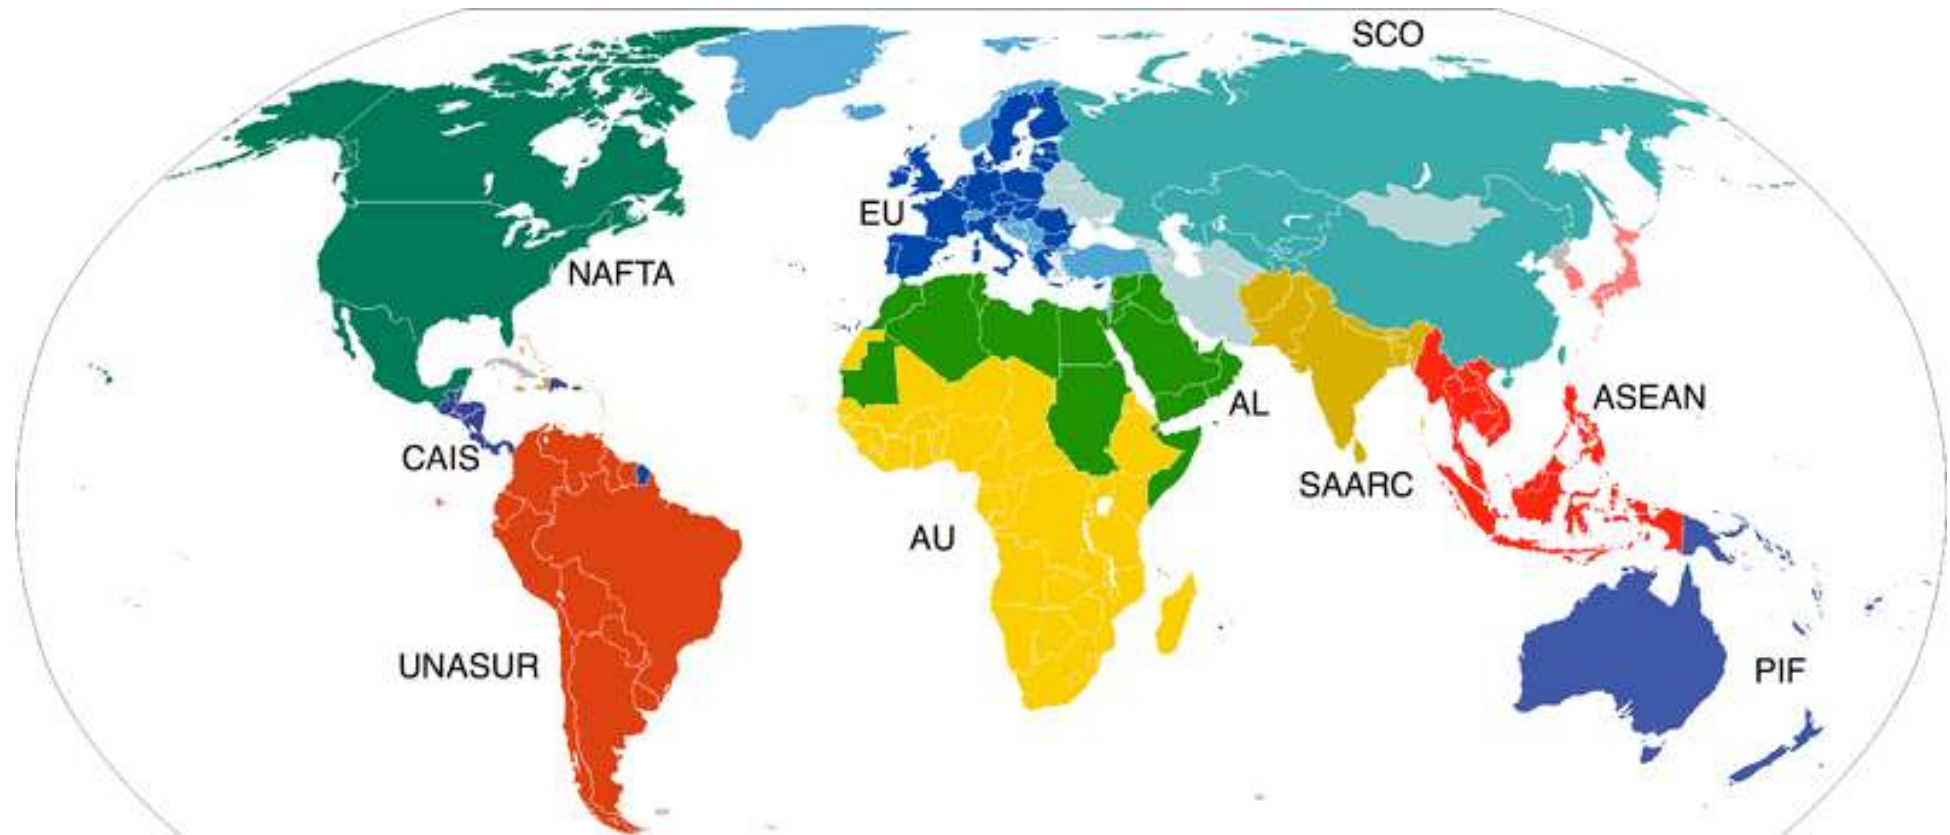 SCO
EU
NAFTA
AL
ASEAN
CAIS
SAARC
AU
UNASUR
PIF